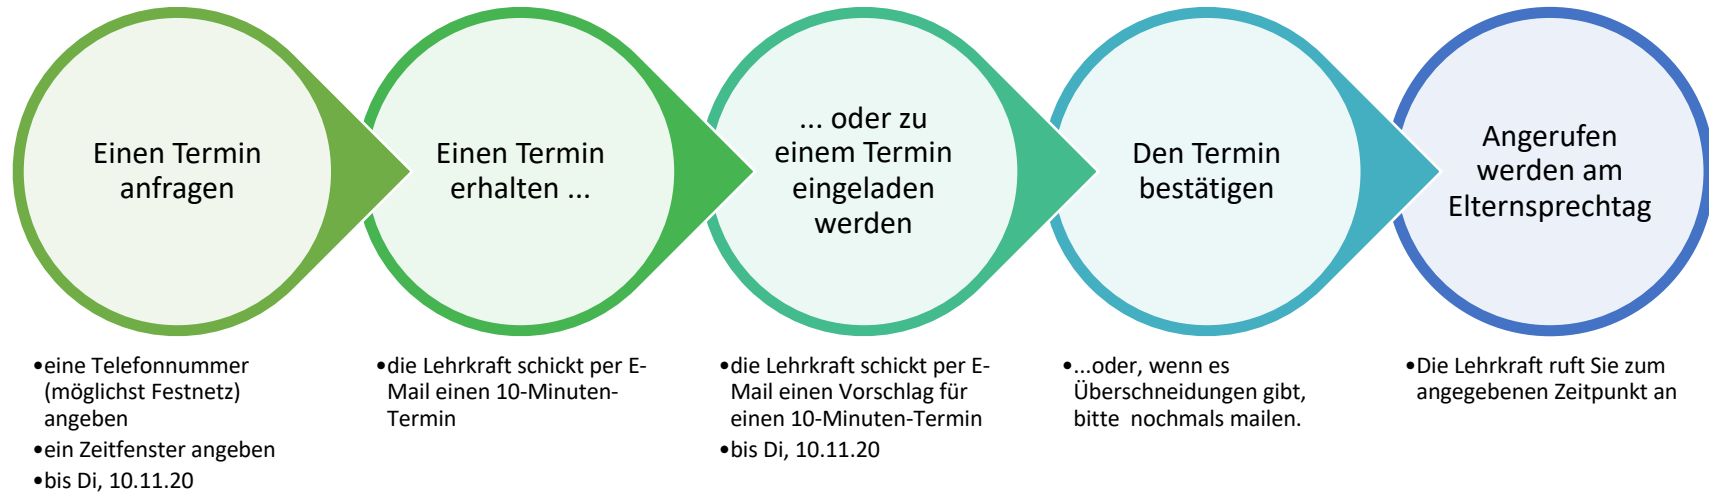 Einen Termin
anfragen
•eine Telefonnummer
(möglichst Festnetz)
angeben
•ein Zeitfenster angeben
•bis Di, 10.11.20
Einen Termin
erhalten ...
•die Lehrkraft schickt per E-
Mail einen 10-Minuten-
Termin
... oder zu
einem Termin
eingeladen
werden
•die Lehrkraft schickt per E-
Mail einen Vorschlag für
einen 10-Minuten-Termin
•bis Di, 10.11.20
Den Termin
bestätigen
•...oder, wenn es
Überschneidungen gibt,
bitte  nochmals mailen.
Angerufen
werden am
Elternsprechtag
•Die Lehrkraft ruft Sie zum
angegebenen Zeitpunkt an